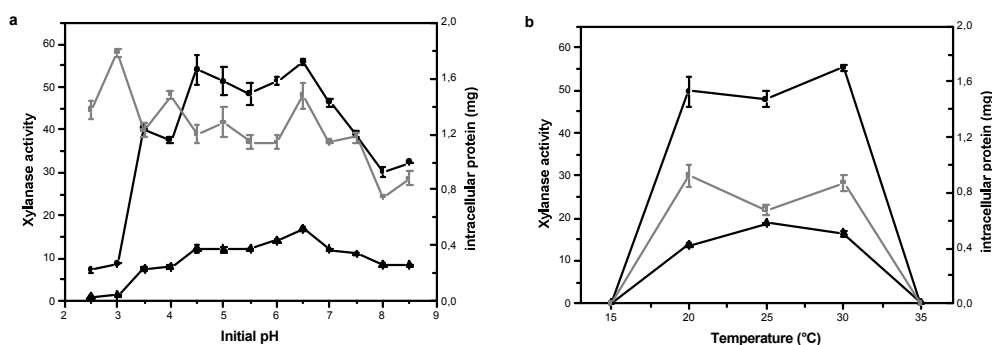 a
60
50
40
30
20
10
0
Xylanase activity
2,0
1,6
1,2
0,8
0,4
0,0
intracellular protein (mg)
2 3 4 5 6 7 8 9
Initial pH
b
60
50
40
30
20
10
0
Xylanase activity
2,0
1,6
1,2
0,8
0,4
0,0
intracellular protein (mg)
15 20 25 30 35
Temperature (°C)